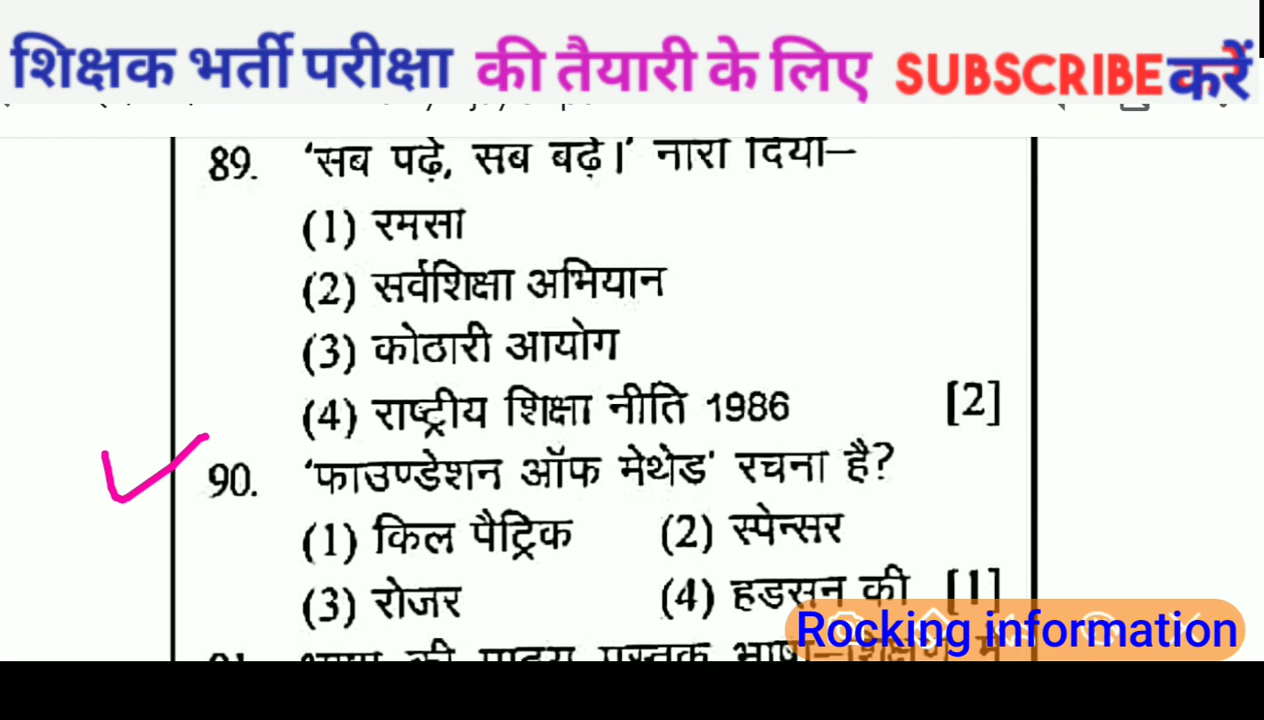 शिक्षक भर्ती परीक्षा की तैयारी के लिए SUBSCRIBE करें
89. 'सब पढ़े, सब बढ़े।' नारा दिया–
(1) रमसा
(2) सर्वशिक्षा अभियान
(3) कोठारी आयोग
(4) राष्ट्रीय शिक्षा नीति 1986 [2]
90. 'फाउण्डेशन ऑफ मेथेड' रचना है?
(1) किल पैट्रिक (2) स्पेन्सर
(3) रोजर (4) हडसन की [1]
Rocking information
की पाठ्य पुस्तक